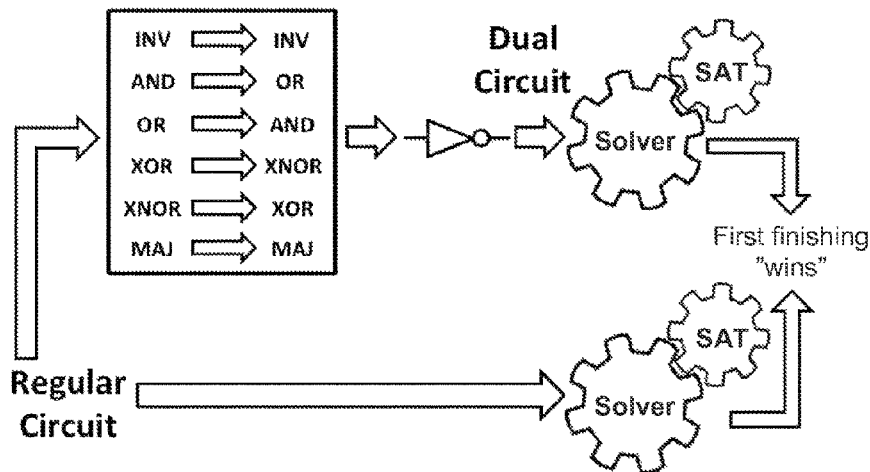 INV INV
AND OR
OR AND
XOR XNOR
XNOR XOR
MAJ MAJ
Dual
Circuit
SAT
Solver
First finishing
"wins"
SAT
Solver
Regular
Circuit